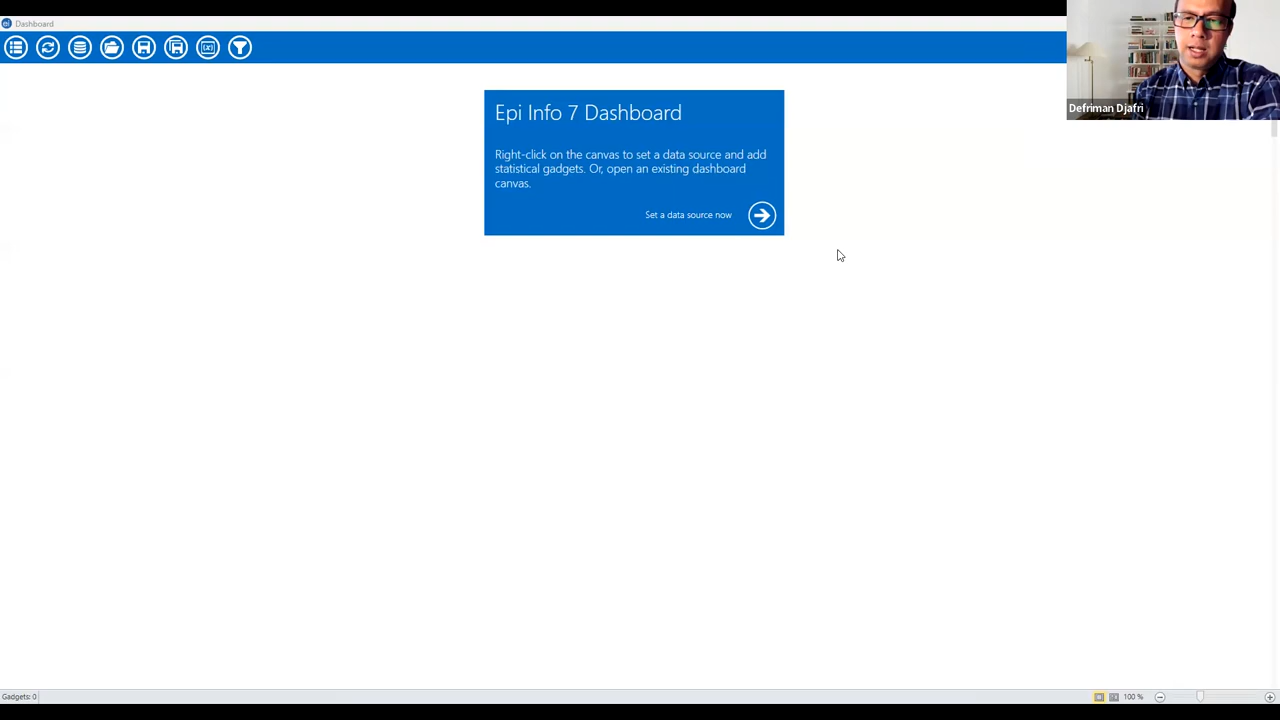 ei Dashboard
Defriman Djafri
Epi Info 7 Dashboard
Right-click on the canvas to set a data source and add
statistical gadgets. Or, open an existing dashboard
canvas.
Set a data source now
Gadgets: 0
100 %